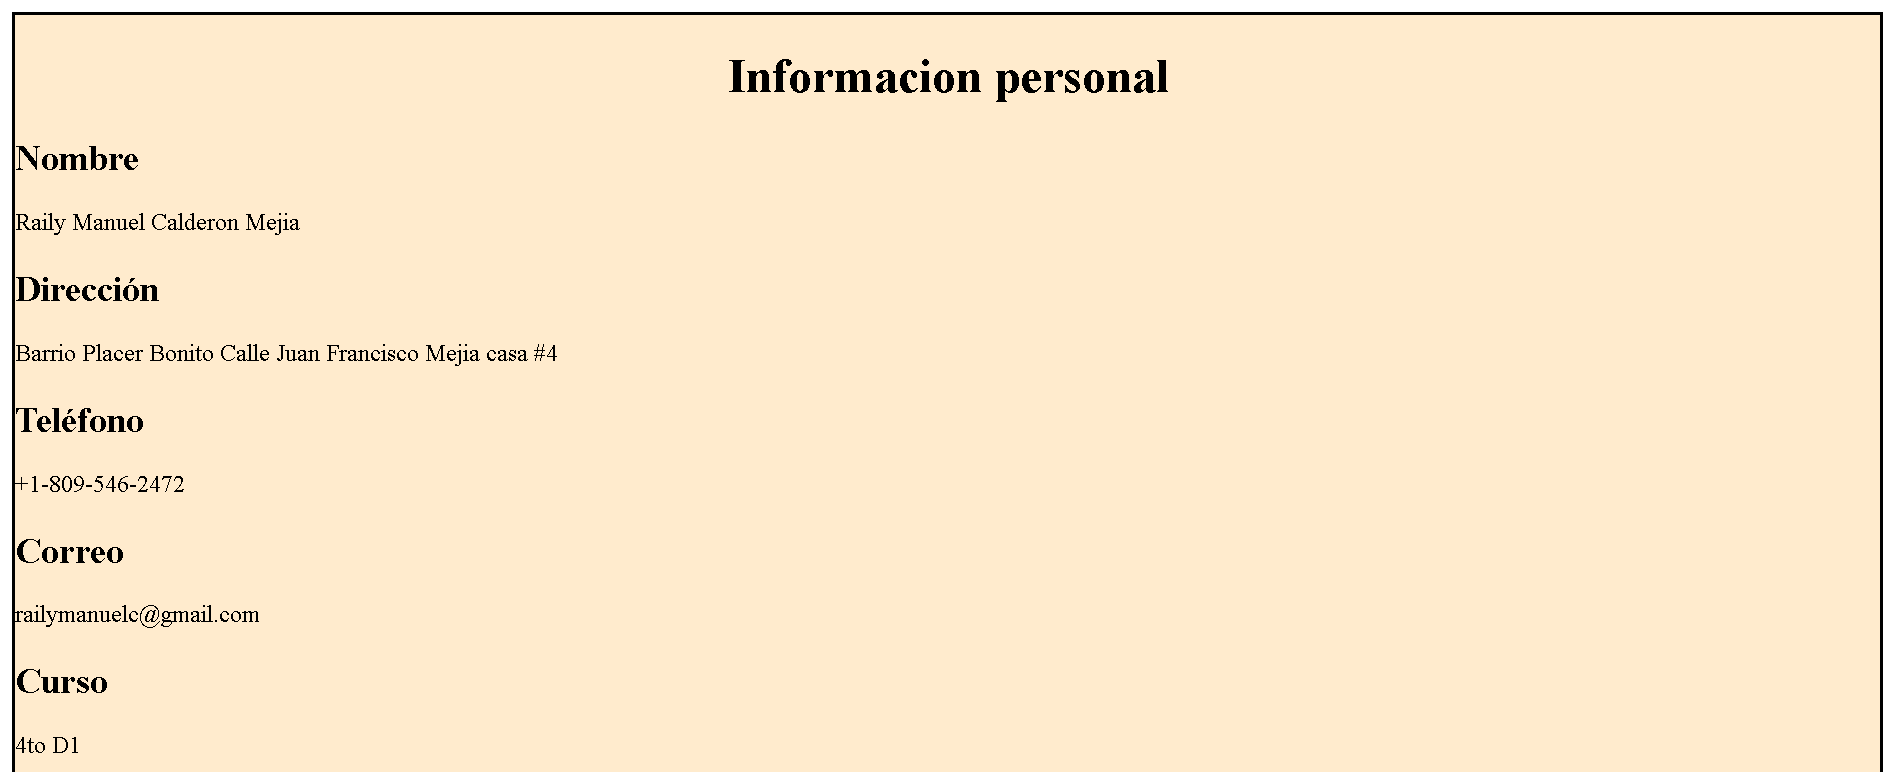 Informacion personal
Nombre
Raily Manuel Calderon Mejia
Dirección
Barrio Placer Bonito Calle Juan Francisco Mejia casa #4
Teléfono
+1-809-546-2472
Correo
railymanuelc@gmail.com
Curso
4to D1